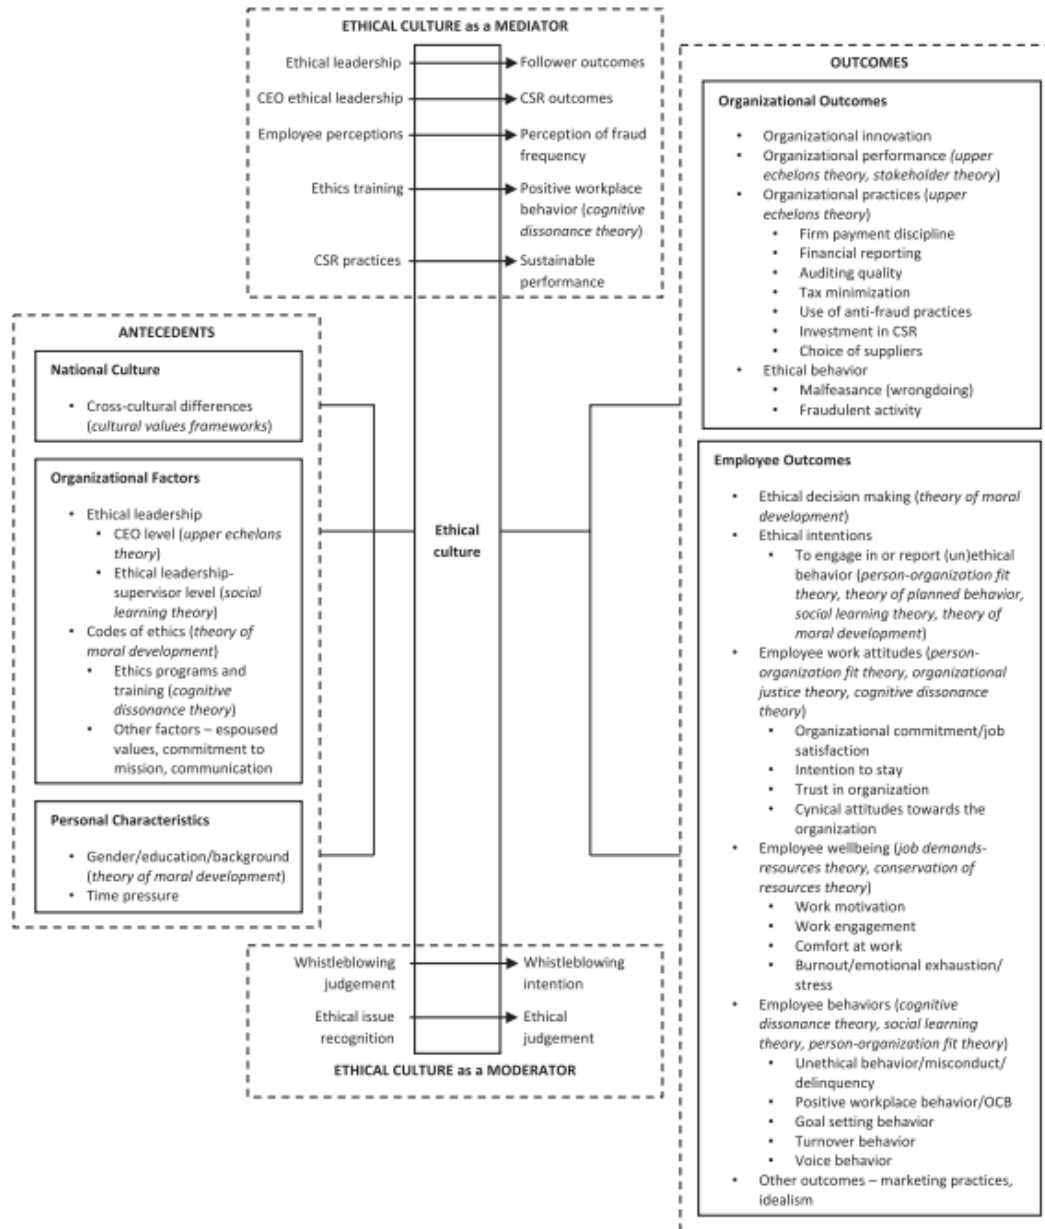 ETHICAL CULTURE as a MEDIATOR
Ethical leadership
Follower outcomes
CEO ethical leadership
CSR outcomes
Employee perceptions
Perception of fraud
frequency
Ethics training
Positive workplace
behavior (cognitive
dissonance theory)
CSR practices
Sustainable
performance
ANTECEDENTS
National Culture
• Cross-cultural differences
(cultural values frameworks)
Organizational Factors
• Ethical leadership
• CEO level (upper echelons
theory)
• Ethical leadership-
supervisor level (social
learning theory)
• Codes of ethics (theory of
moral development)
• Ethics programs and
training (cognitive
dissonance theory)
• Other factors – espoused
values, commitment to
mission, communication
Personal Characteristics
• Gender/education/background
(theory of moral development)
• Time pressure
Ethical
culture
Whistleblowing
judgement
Whistleblowing
intention
Ethical issue
recognition
Ethical
judgement
ETHICAL CULTURE as a MODERATOR
OUTCOMES
Organizational Outcomes
• Organizational innovation
• Organizational performance (upper
echelons theory, stakeholder theory)
• Organizational practices (upper
echelons theory)
• Firm payment discipline
• Financial reporting
• Auditing quality
• Tax minimization
• Use of anti-fraud practices
• Investment in CSR
• Choice of suppliers
• Ethical behavior
• Malfeasance (wrongdoing)
• Fraudulent activity
Employee Outcomes
• Ethical decision making (theory of moral
development)
• Ethical intentions
• To engage in or report (un)ethical
behavior (person-organization fit
theory, theory of planned behavior,
social learning theory, theory of
moral development)
• Employee work attitudes (person-
organization fit theory, organizational
justice theory, cognitive dissonance
theory)
• Organizational commitment/job
satisfaction
• Intention to stay
• Trust in organization
• Cynical attitudes towards the
organization
• Employee wellbeing (job demands-
resources theory, conservation of
resources theory)
• Work motivation
• Work engagement
• Comfort at work
• Burnout/emotional exhaustion/
stress
• Employee behaviors (cognitive
dissonance theory, social learning
theory, person-organization fit theory)
• Unethical behavior/misconduct/
delinquency
• Positive workplace behavior/OCB
• Goal setting behavior
• Turnover behavior
• Voice behavior
• Other outcomes – marketing practices,
idealism